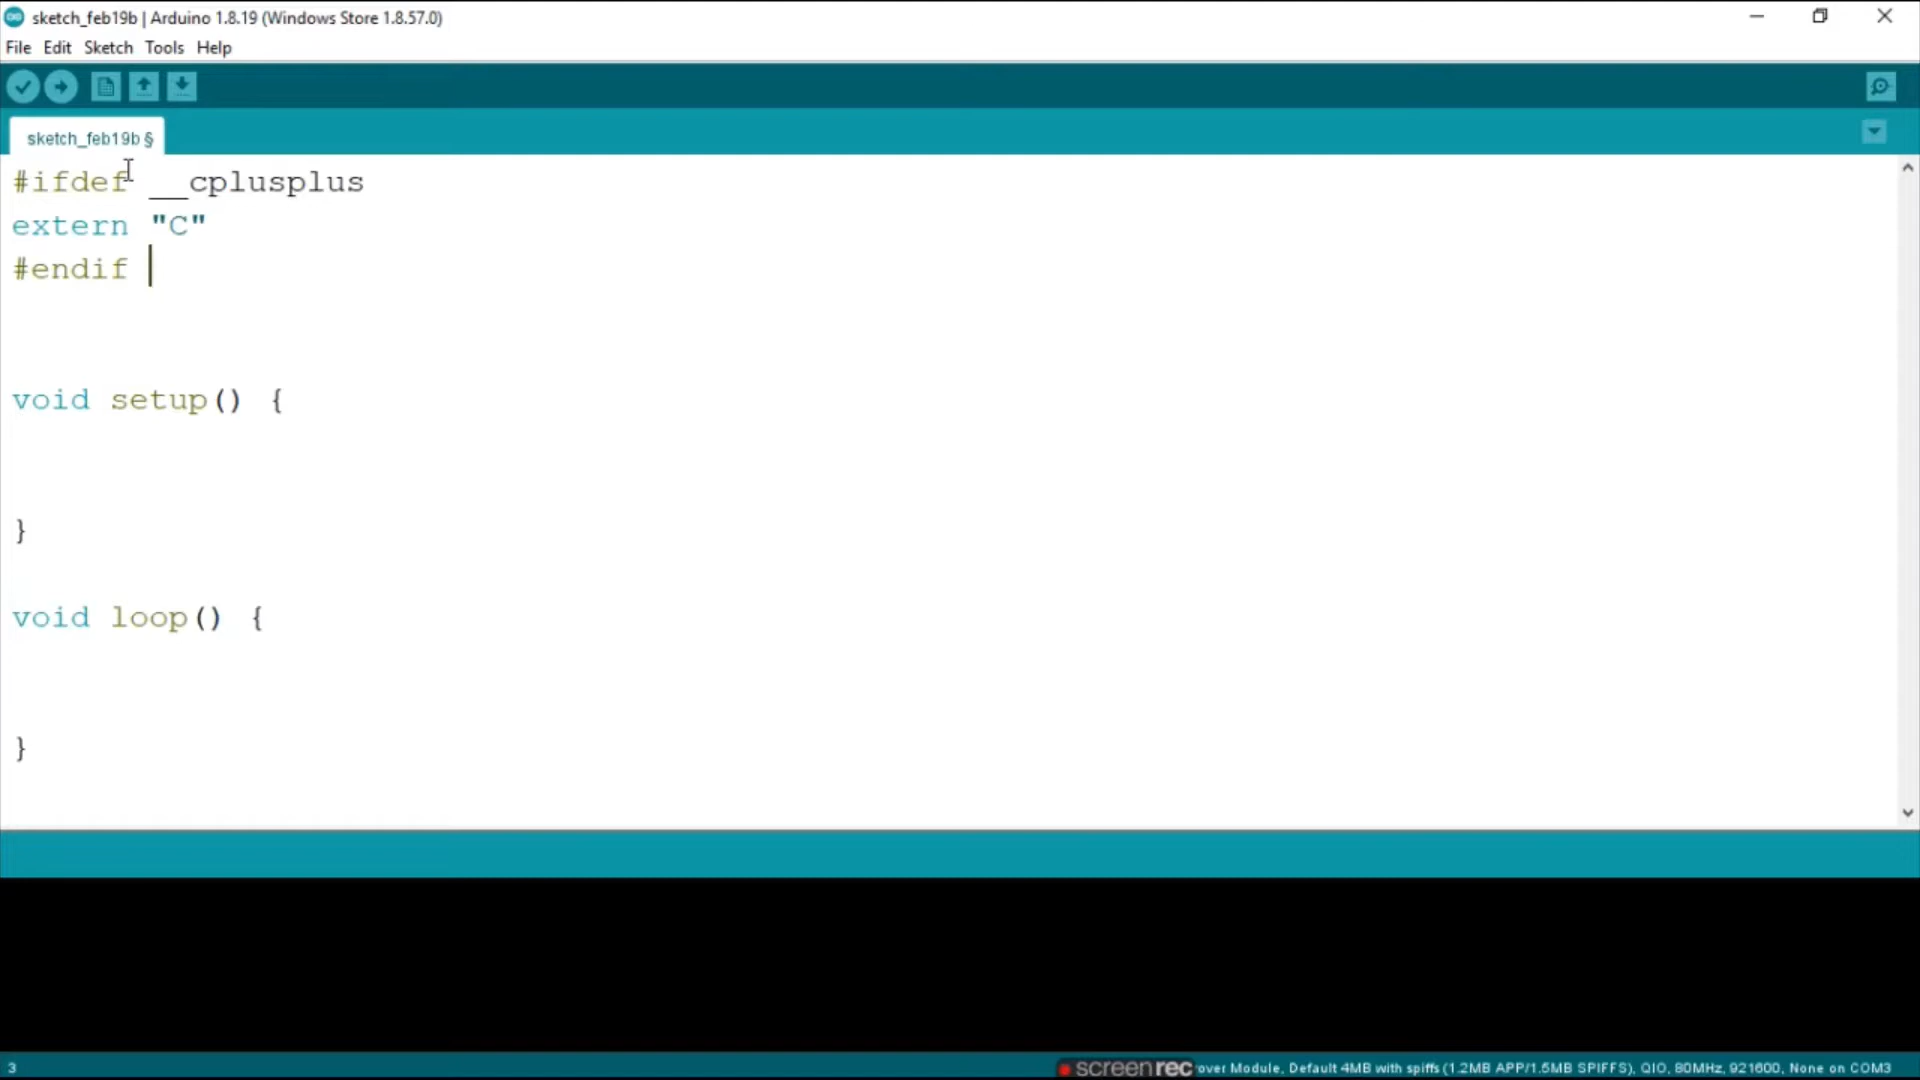 sketch_feb19b | Arduino 1.8.19 (Windows Store 1.8.57.0)
File Edit Sketch Tools Help
sketch_feb19b §
#ifdef __cplusplus
extern "C"
#endif
void setup() {
}
void loop() {
}
3
screenrec over Module, Default 4MB with spiffs (1.2MB APP/1.5MB SPIFFS), QIO, 80MHz, 921600, None on COM3